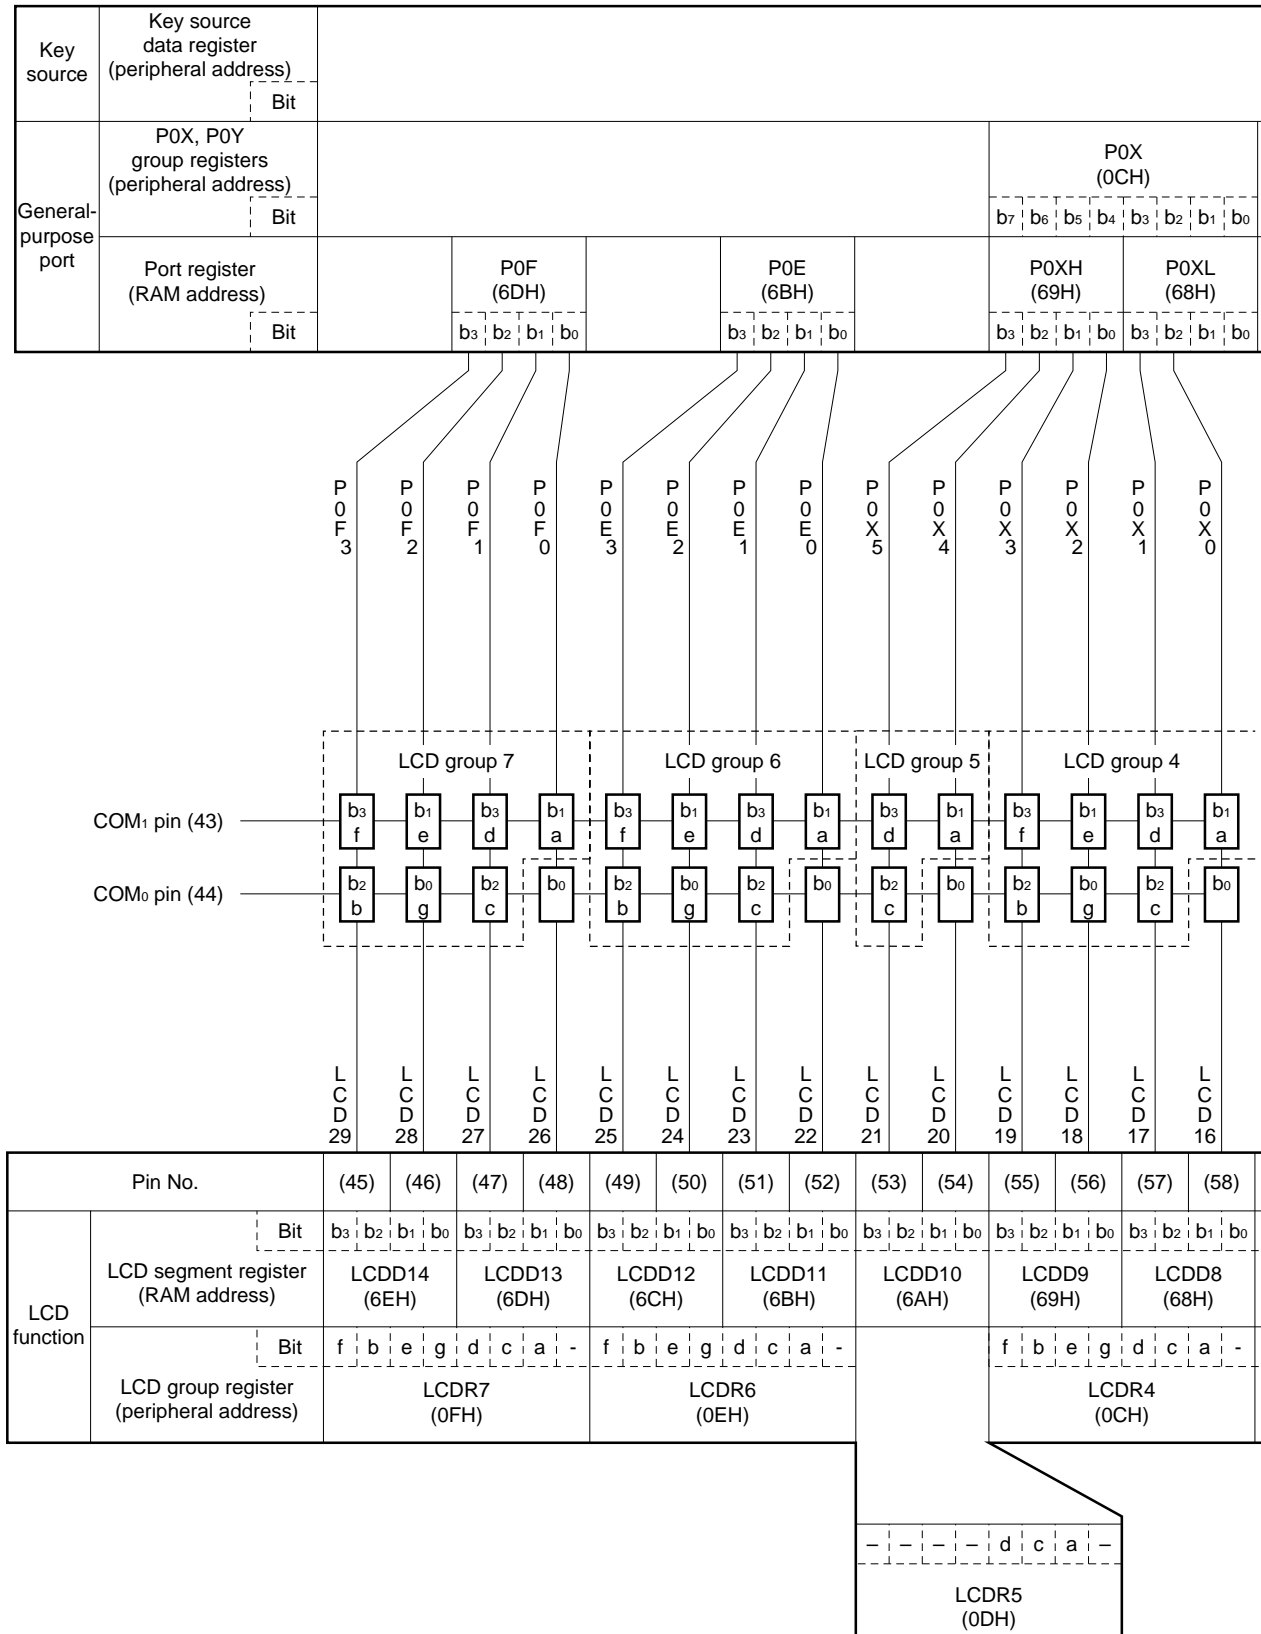 Key
source
Key source
data register
(peripheral address)
Bit
General-
purpose
port
P0X, P0Y
group registers
(peripheral address)
Bit
P0X
(0CH)
b7 b6 b5 b4 b3 b2 b1 b0
Port register
(RAM address)
Bit
P0F
(6DH)
b3 b2 b1 b0
P0E
(6BH)
b3 b2 b1 b0
P0XH
(69H)
b3 b2 b1 b0
P0XL
(68H)
b3 b2 b1 b0
P0F3
P0F2
P0F1
P0F0
P0E3
P0E2
P0E1
P0E0
P0X5
P0X4
P0X3
P0X2
P0X1
P0X0
LCD group 7
LCD group 6
LCD group 5
LCD group 4
COM1 pin (43)
b3 b1 b3 b1 b3 b1 b3 b1 b3 b1 b3 b1 b3 b1
f e d a f e d a d a f e d a
COM0 pin (44)
b2 b0 b2 b0 b2 b0 b2 b0 b2 b0 b2 b0 b2 b0
b g c b g c c b g c
LCD29
LCD28
LCD27
LCD26
LCD25
LCD24
LCD23
LCD22
LCD21
LCD20
LCD19
LCD18
LCD17
LCD16
Pin No.
(45) (46) (47) (48) (49) (50) (51) (52) (53) (54) (55) (56) (57) (58)
LCD
function
Bit
b3 b2 b1 b0 b3 b2 b1 b0 b3 b2 b1 b0 b3 b2 b1 b0 b3 b2 b1 b0 b3 b2 b1 b0 b3 b2 b1 b0
LCD segment register
(RAM address)
LCDD14
(6EH)
LCDD13
(6DH)
LCDD12
(6CH)
LCDD11
(6BH)
LCDD10
(6AH)
LCDD9
(69H)
LCDD8
(68H)
Bit
f b e g d c a -
f b e g d c a -
f b e g d c a -
LCD group register
(peripheral address)
LCDR7
(0FH)
LCDR6
(0EH)
LCDR4
(0CH)
– – – – d c a –
LCDR5
(0DH)